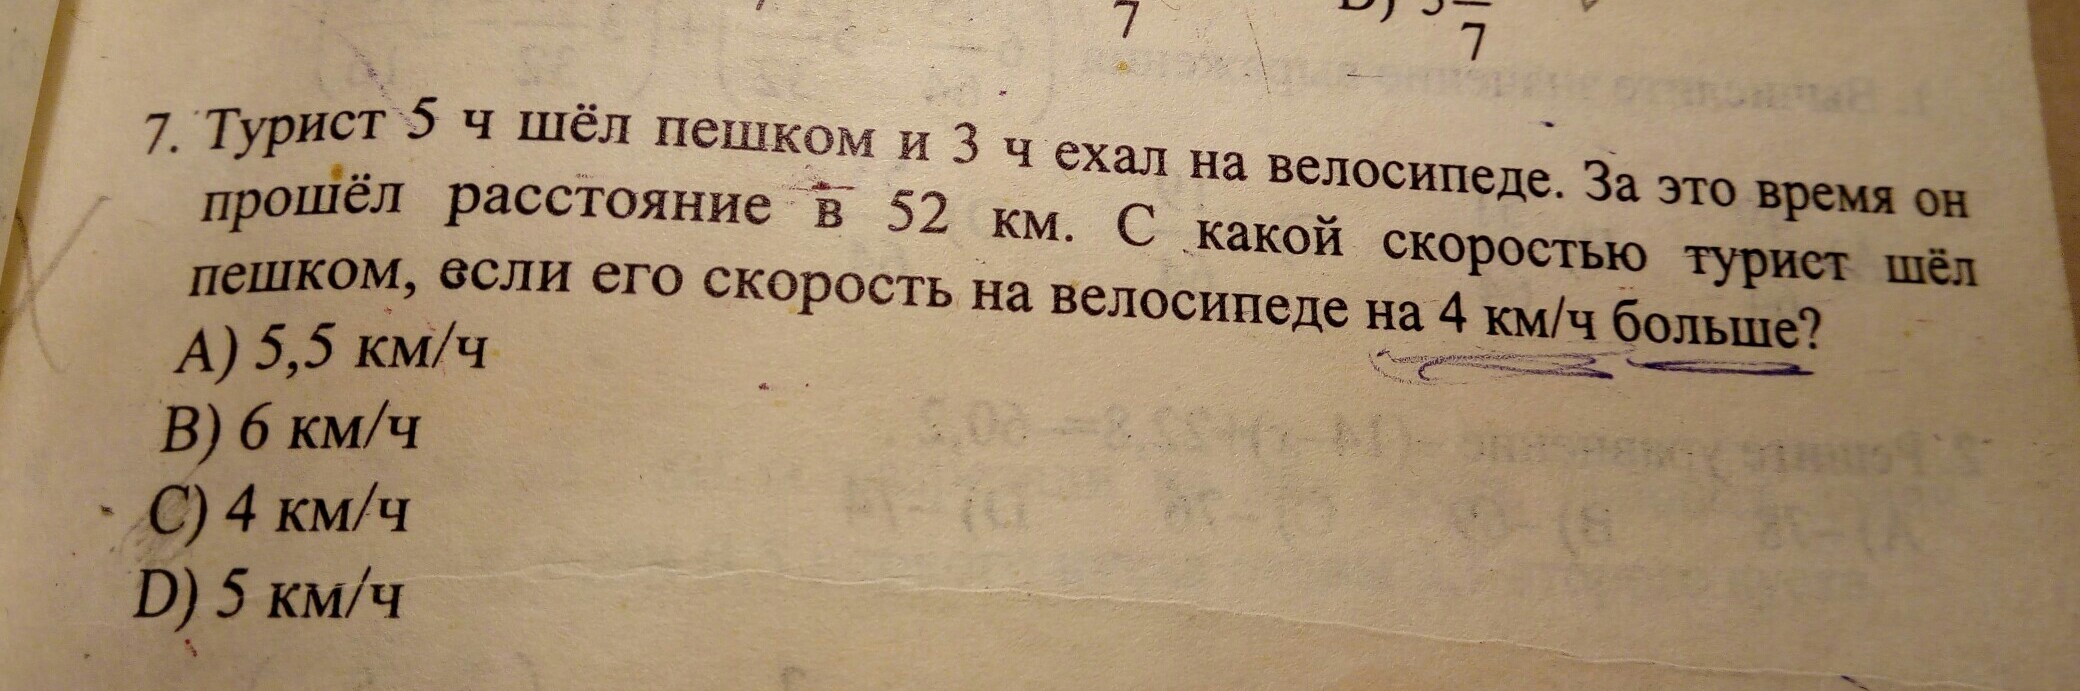 7
7
7. Турист 5 ч шёл пешком и 3 ч ехал на велосипеде. За это время он
прошёл расстояние в 52 км. С какой скоростью турист шёл
пешком, если его скорость на велосипеде на 4 км/ч больше?
A) 5,5 км/ч
B) 6 км/ч
C) 4 км/ч
D) 5 км/ч